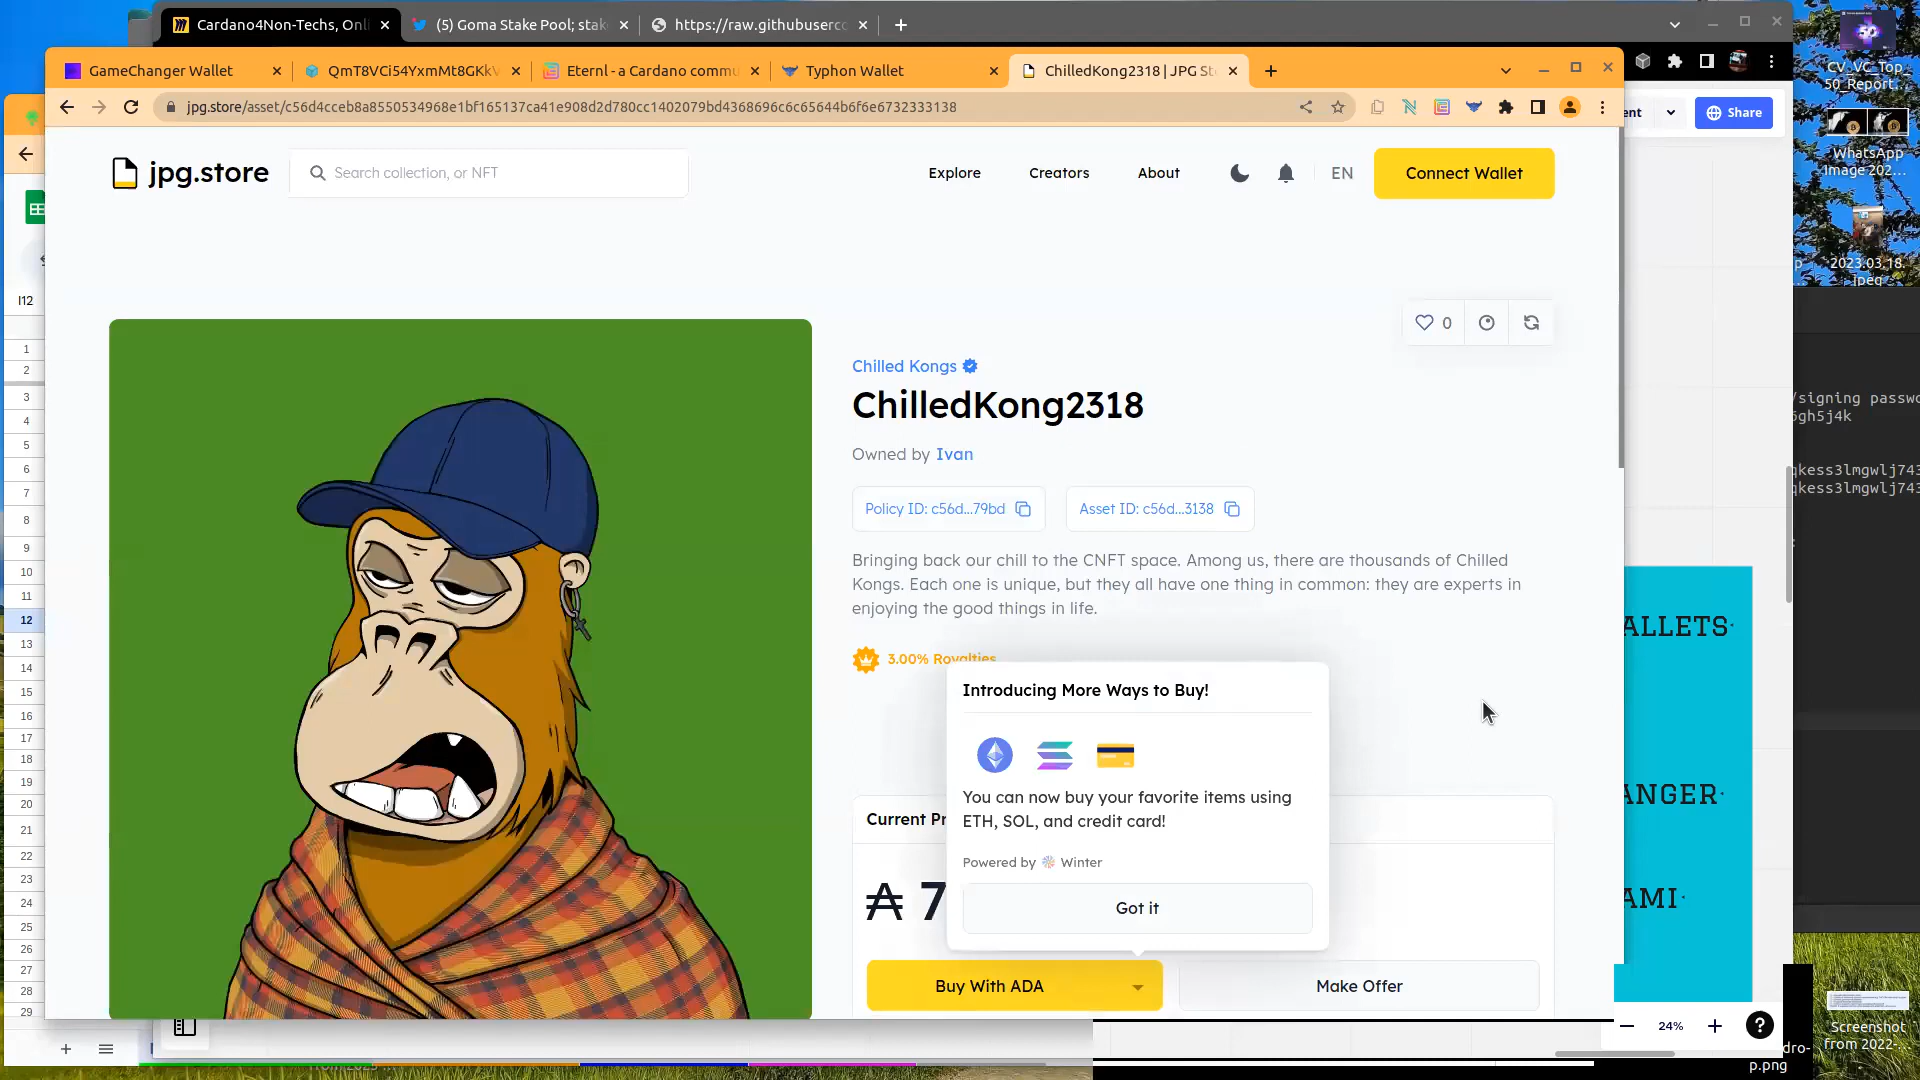 Cardano4Non-Techs, Onli
(5) Goma Stake Pool; stak
https://raw.githubuserco
GameChanger Wallet
QmT8VCi54YxmMt8GKkV
Eternl - a Cardano commu
Typhon Wallet
ChilledKong2318 | JPG St
jpg.store/asset/c56d4cceb8a8550534968e1bf165137ca41e908d2d780cc1402079bd4368696c6c65644b6f6e6732333138
ent
Share
jpg.store
Search collection, or NFT
Explore
Creators
About
EN
Connect Wallet
0
Chilled Kongs
ChilledKong2318
Owned by Ivan
Policy ID: c56d...79bd
Asset ID: c56d...3138
Bringing back our chill to the CNFT space. Among us, there are thousands of Chilled
Kongs. Each one is unique, but they all have one thing in common: they are experts in
enjoying the good things in life.
3.00% Royalties
Introducing More Ways to Buy!
You can now buy your favorite items using
ETH, SOL, and credit card!
Powered by Winter
Got it
Current Pr
₳ 7
Buy With ADA
Make Offer
I12
1
2
3
4
5
6
7
8
9
10
11
12
13
14
15
16
17
18
19
20
21
22
23
24
25
26
27
28
29
ALLETS
ANGER
AMI
24%
CV_VC_Top_
50_Report...
WhatsApp
Image 202...
2023.03.18.
jpeg
/signing passwo
6gh5j4k
qkess3lmgwlj743
qkess3lmgwlj743
Screenshot
from 2022-...
dro-
p.png